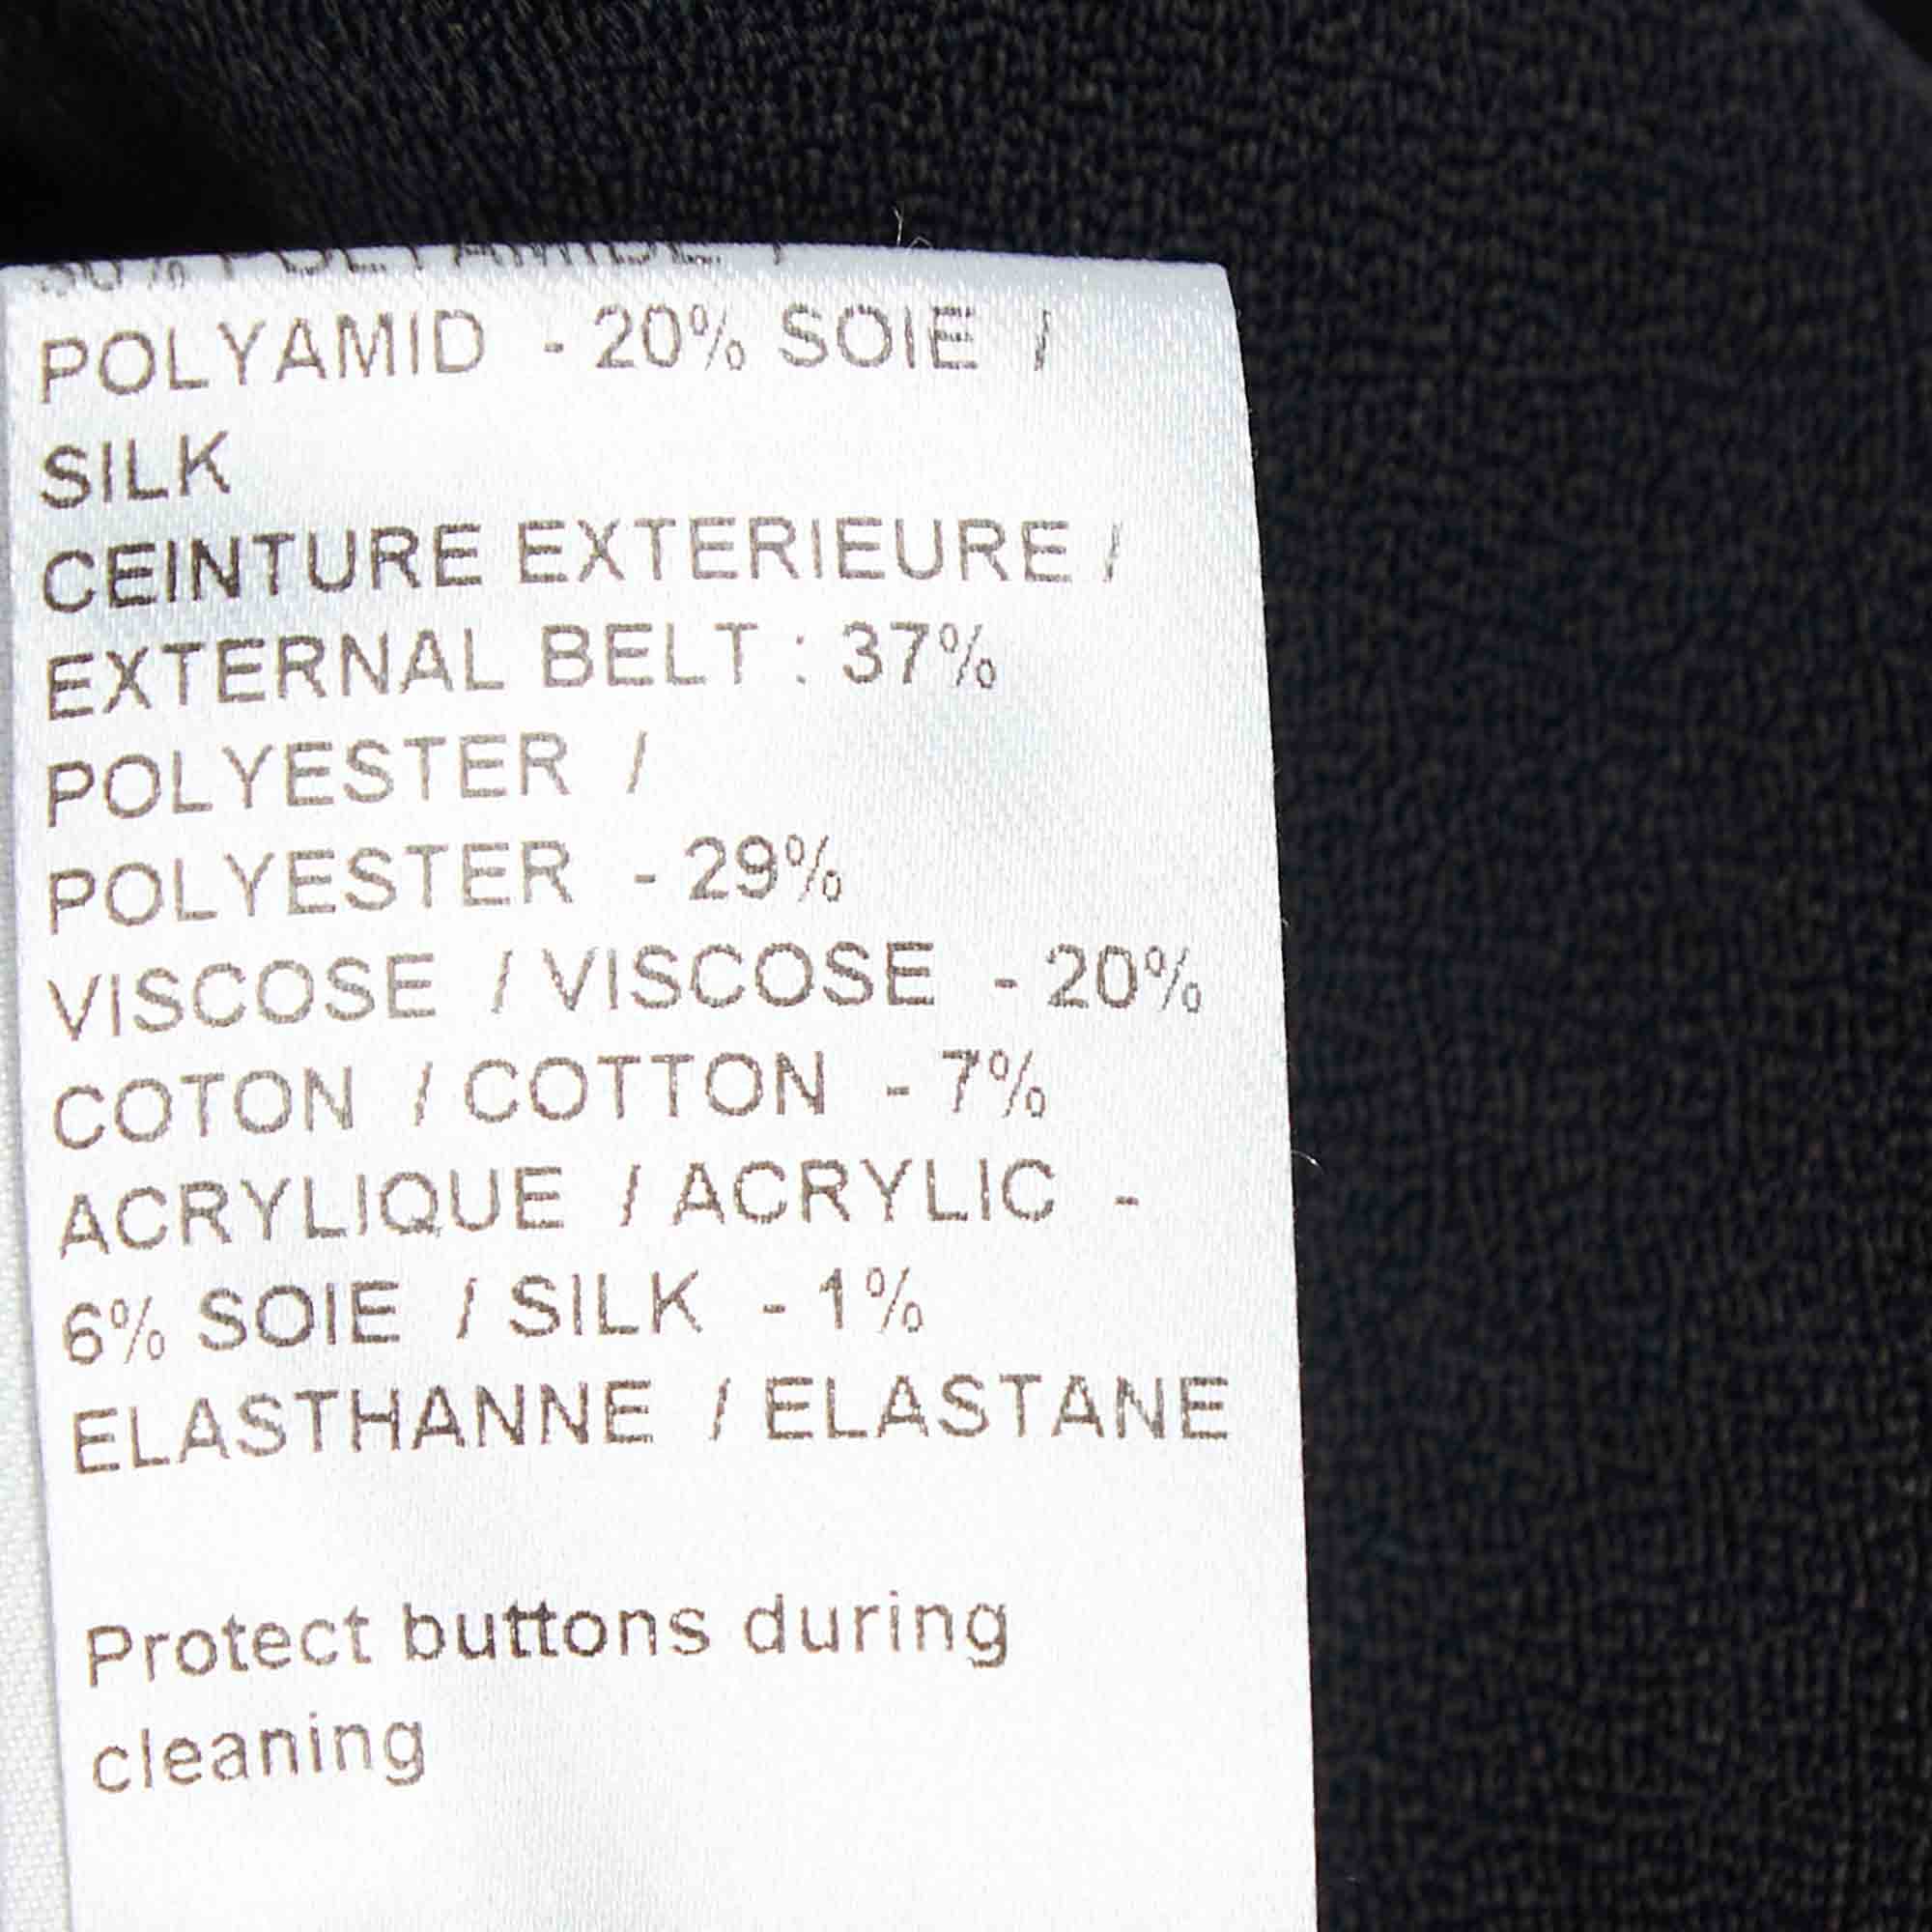 POLYAMID - 20% SOIE /
SILK
CEINTURE EXTERIEURE /
EXTERNAL BELT : 37%
POLYESTER /
POLYESTER - 29%
VISCOSE / VISCOSE - 20%
COTON / COTTON - 7%
ACRYLIQUE / ACRYLIC -
6% SOIE / SILK - 1%
ELASTHANNE / ELASTANE
Protect buttons during
cleaning